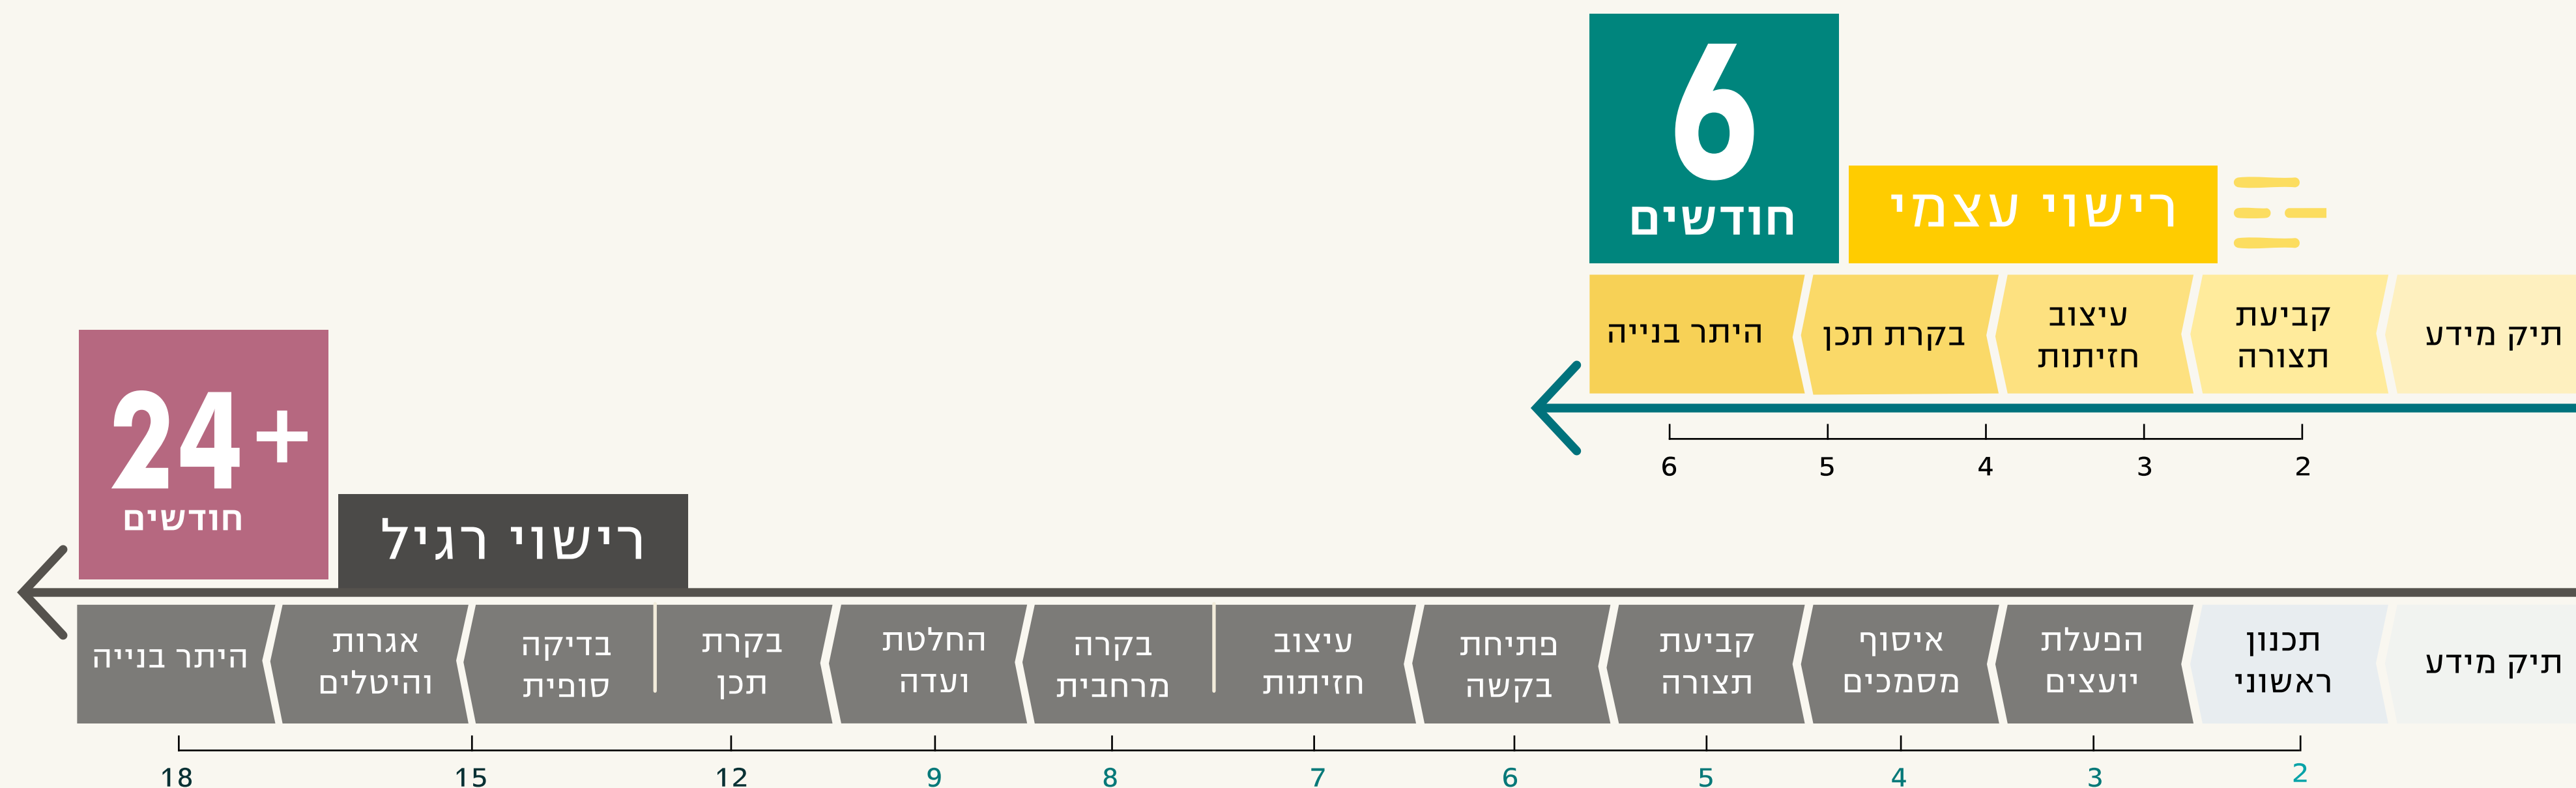 6
חודשים
רישוי עצמי
תיק מידע
קביעת
תצורה
עיצוב
חזיתות
בקרת תכן
היתר בנייה
2
3
4
5
6
24+
חודשים
רישוי רגיל
תיק מידע
תכנון
ראשוני
הפעלת
יועצים
איסוף
מסמכים
קביעת
תצורה
פתיחת
בקשה
עיצוב
חזיתות
בקרה
מרחבית
החלטת
ועדה
בקרת
תכן
בדיקה
סופית
אגרות
והיטלים
היתר בנייה
2
3
4
5
6
7
8
9
12
15
18